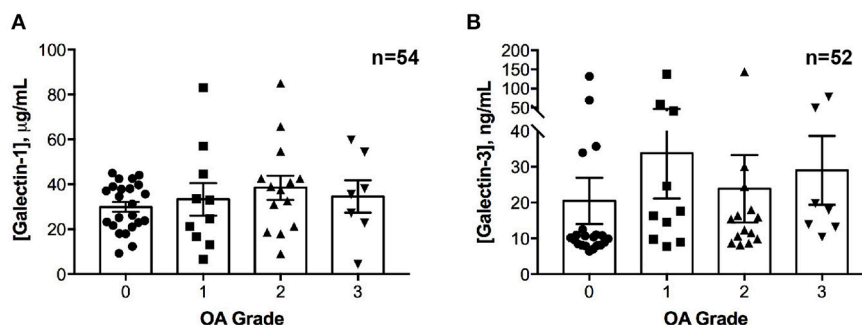 A
n=54
[Galectin-1], μg/mL
100
80
60
40
20
0
0 1 2 3
OA Grade
B
n=52
[Galectin-3], ng/mL
200
150
100
50
40
30
20
10
0
0 1 2 3
OA Grade